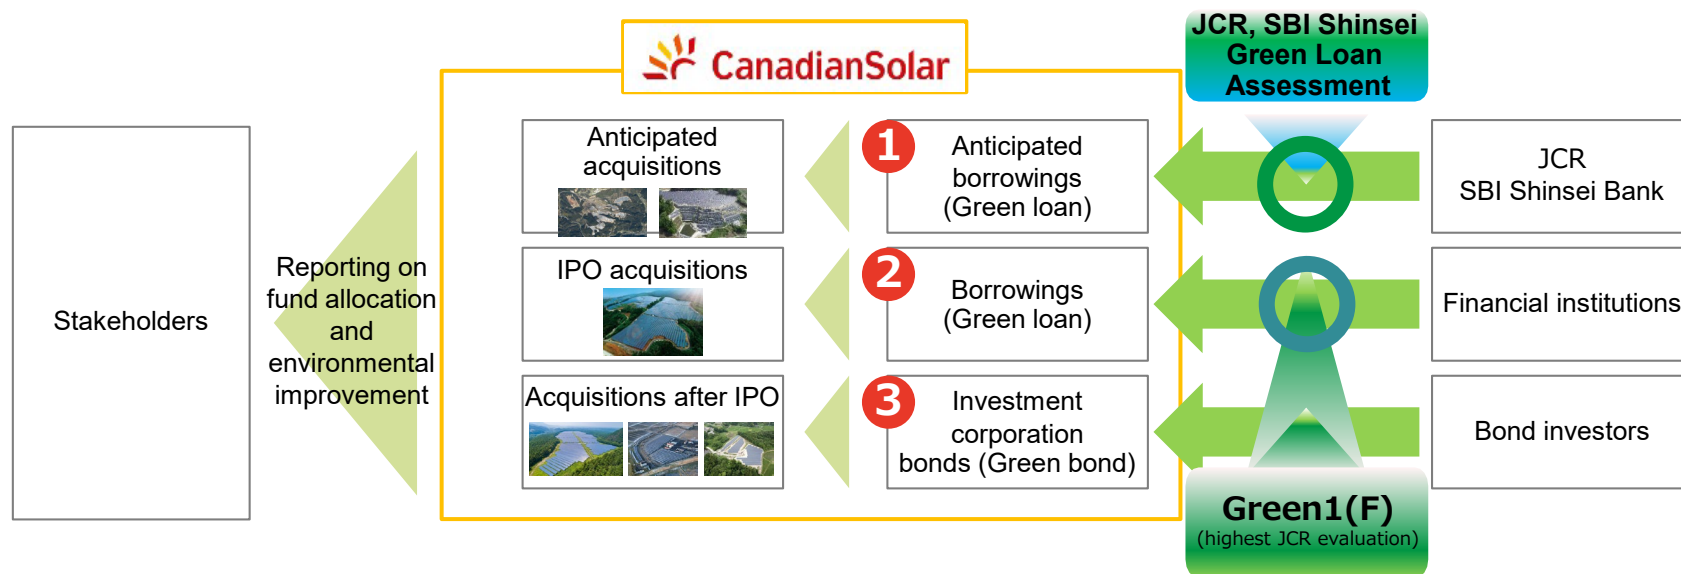 CanadianSolar
JCR, SBI Shinsei
Green Loan
Assessment
Stakeholders
Reporting on
fund allocation
and
environmental
improvement
Anticipated
acquisitions
1
Anticipated
borrowings
(Green loan)
JCR
SBI Shinsei Bank
IPO acquisitions
2
Borrowings
(Green loan)
Financial institutions
Acquisitions after IPO
3
Investment
corporation
bonds (Green bond)
Bond investors
Green1(F)
(highest JCR evaluation)